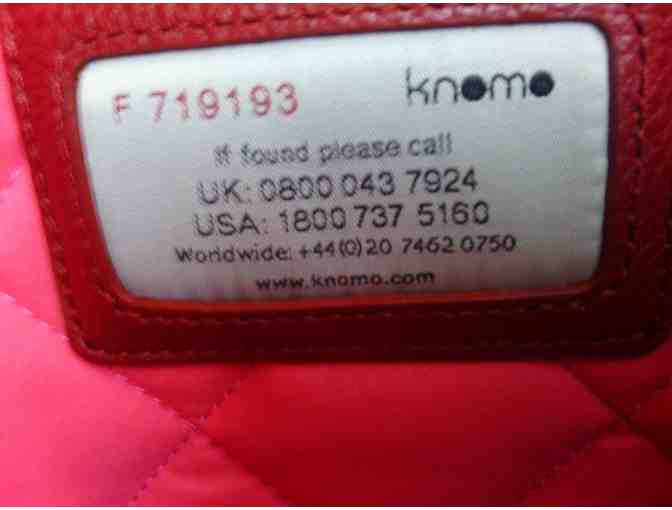 F 719193 knomo
If found please call
UK: 0800 043 7924
USA: 1800 737 5160
Worldwide: +44(0)20 7462 0750
www.knomo.com